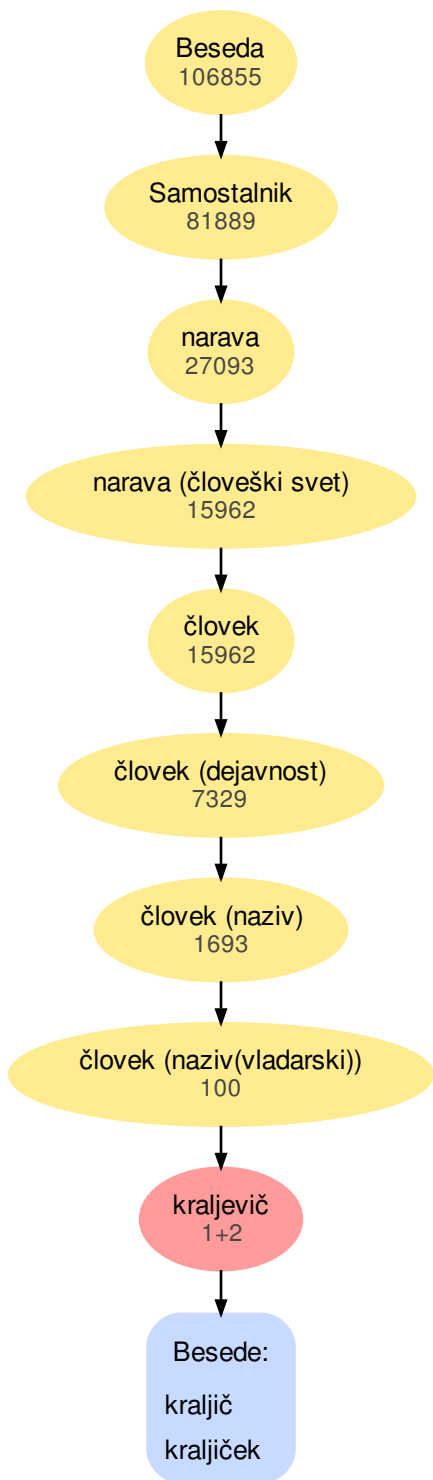 Beseda
106855
Samostalnik
81889
narava
27093
narava (človeški svet)
15962
človek
15962
človek (dejavnost)
7329
človek (naziv)
1693
človek (naziv(vladarski))
100
kraljevič
1+2
Besede:
kraljič
kraljiček